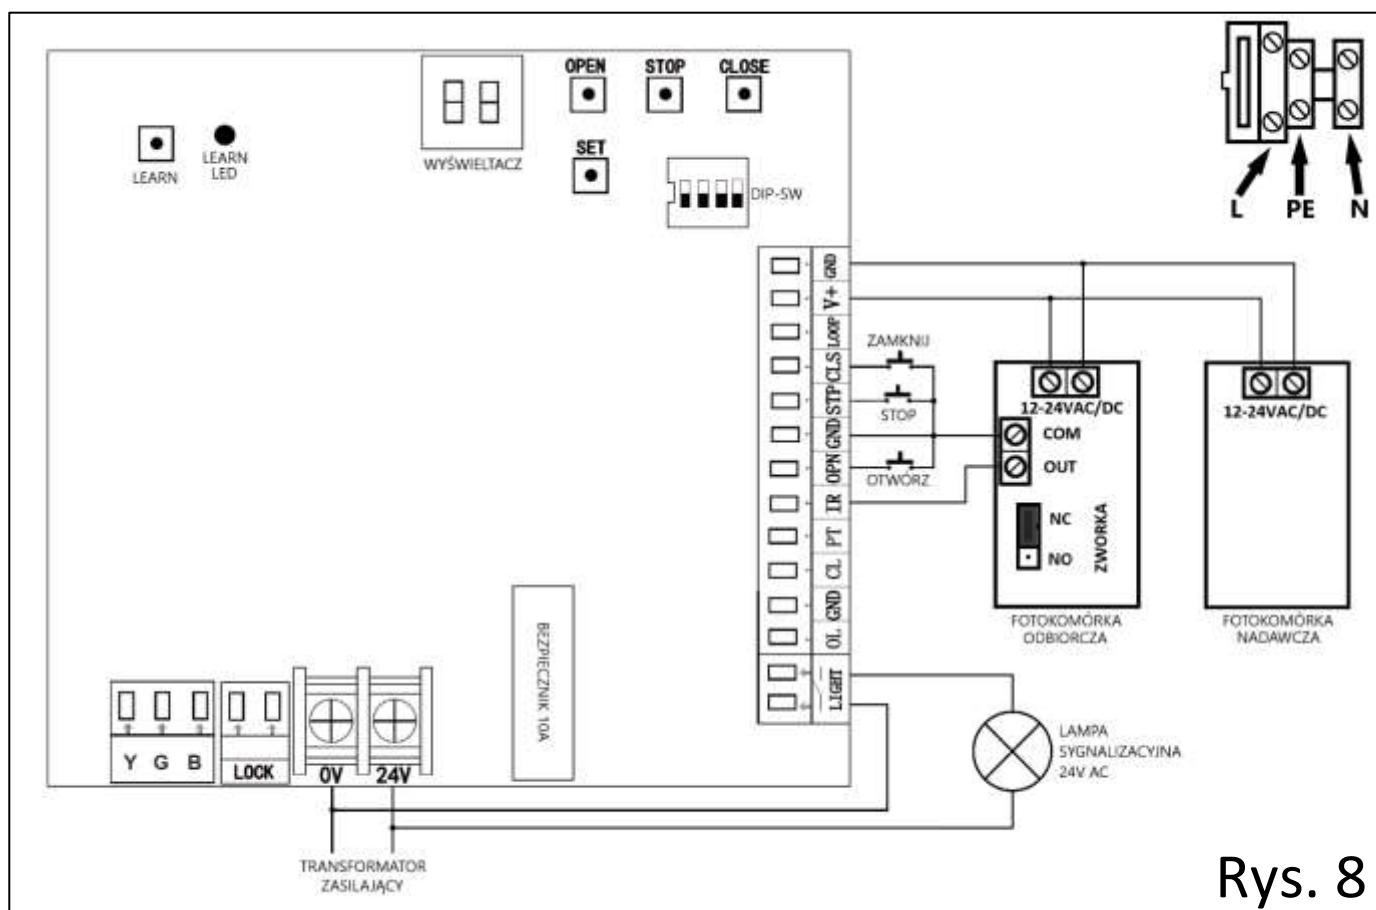 OPEN STOP CLOSE
SET
LEARN
LEARN
LED
WYŚWIELTACZ
DIP-SW
L PE N
GND
V+
LOOP
CLS
STP
GND
OPN
IR
PT
CL
GND
OL
LIGHT
ZAMKNIJ
STOP
OTWÓRZ
12-24VAC/DC
COM
OUT
NC
NO
ZWORKA
FOTOKOMÓRKA
ODBIORCZA
12-24VAC/DC
FOTOKOMÓRKA
NADAWCZA
BEZPIECZNIK 10A
Y G B
LOCK
0V 24V
LAMPA
SYGNALIZACYJNA
24V AC
TRANSFORMATOR
ZASILAJĄCY
Rys. 8